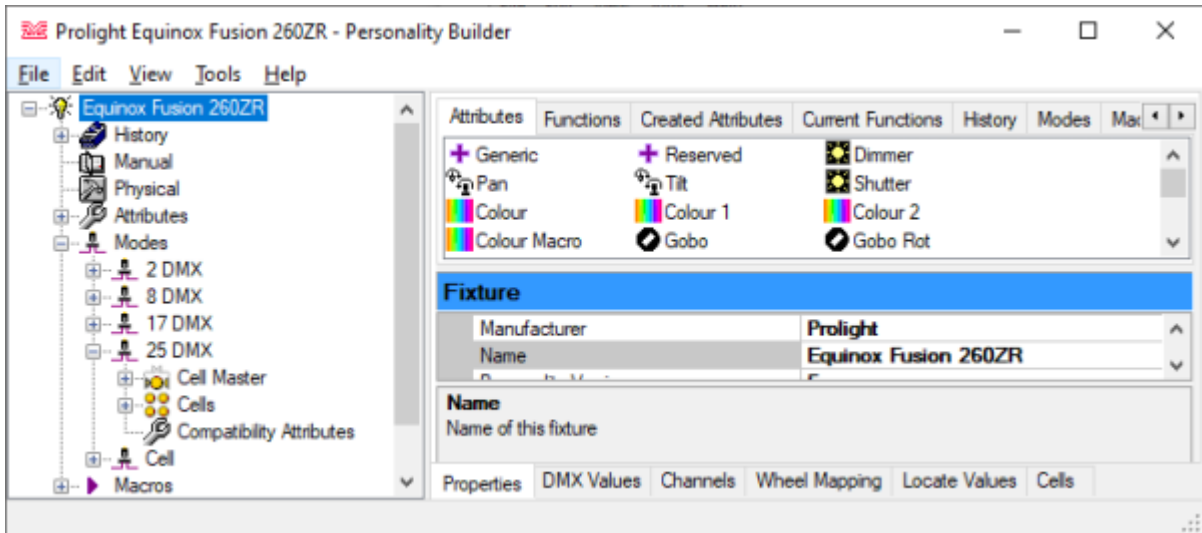 Prolight Equinox Fusion 260ZR - Personality Builder
File Edit View Tools Help
Equinox Fusion 260ZR
History
Manual
Physical
Attributes
Modes
2 DMX
8 DMX
17 DMX
25 DMX
Cell Master
Cells
Compatibility Attributes
Cell
Macros
Attributes Functions Created Attributes Current Functions History Modes
Generic Reserved Dimmer
Pan Tilt Shutter
Colour Colour 1 Colour 2
Colour Macro Gobo Gobo Rot
Fixture
Manufacturer Prolight
Name Equinox Fusion 260ZR
Name
Name of this fixture
Properties DMX Values Channels Wheel Mapping Locate Values Cells